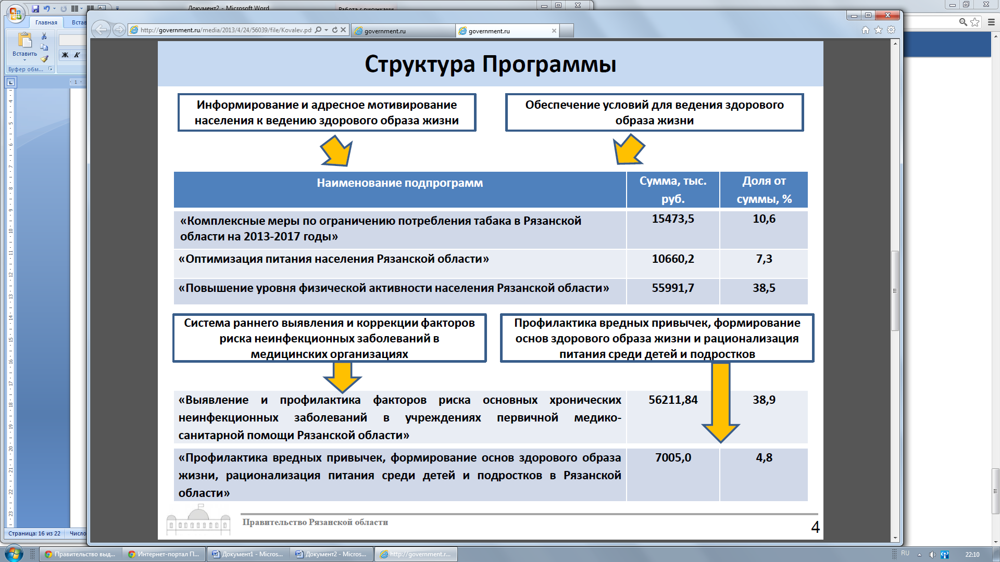 Документ2 - Microsoft Word
Работа с рисунками
Главная
Вста
Вставить
Ж К
Буфер обм...
http://government.ru/media/2013/4/24/56039/file/Kovalev.pd
government.ru
government.ru
Структура Программы
Информирование и адресное мотивирование
населения к ведению здорового образа жизни
Обеспечение условий для ведения здорового
образа жизни
Наименование подпрограмм
Сумма, тыс.
руб.
Доля от
суммы, %
«Комплексные меры по ограничению потребления табака в Рязанской
области на 2013-2017 годы»
15473,5
10,6
«Оптимизация питания населения Рязанской области»
10660,2
7,3
«Повышение уровня физической активности населения Рязанской области»
55991,7
38,5
Система раннего выявления и коррекции факторов
риска неинфекционных заболеваний в
медицинских организациях
Профилактика вредных привычек, формирование
основ здорового образа жизни и рационализация
питания среди детей и подростков
«Выявление и профилактика факторов риска основных хронических
неинфекционных заболеваний в учреждениях первичной медико-
санитарной помощи Рязанской области»
56211,84
38,9
«Профилактика вредных привычек, формирование основ здорового образа
жизни, рационализация питания среди детей и подростков в Рязанской
области»
7005,0
4,8
Правительство Рязанской области
4
Страница: 16 из 22
Число
Правительство выд...
Интернет-портал П...
Документ1 - Micros...
Документ2 - Micros...
http://government.r...
RU
22:10